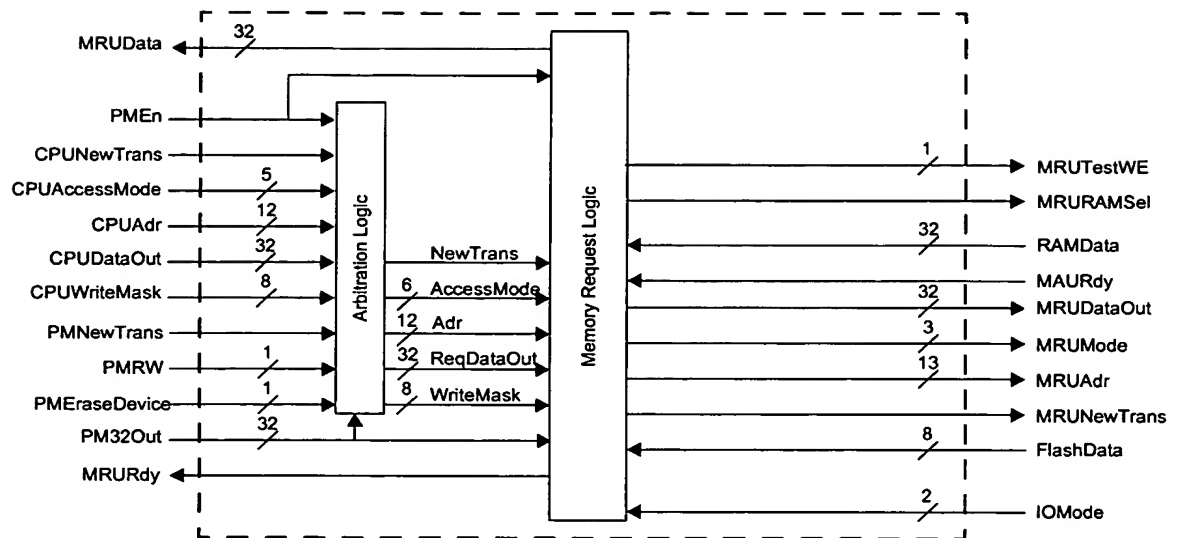 MRUData
32
PMEn
CPUNewTrans
CPUAccessMode
5
CPUAdr
12
CPUDataOut
32
CPUWriteMask
8
PMNewTrans
PMRW
1
PMEraseDevice
1
PM32Out
32
MRURdy
Arbitration Logic
NewTrans
6
AccessMode
12
Adr
32
ReqDataOut
8
WriteMask
Memory Request Logic
1
MRUTestWE
MRURAMSel
32
RAMData
MAURdy
32
MRUDataOut
3
MRUMode
13
MRUAdr
MRUNewTrans
8
FlashData
2
IOMode